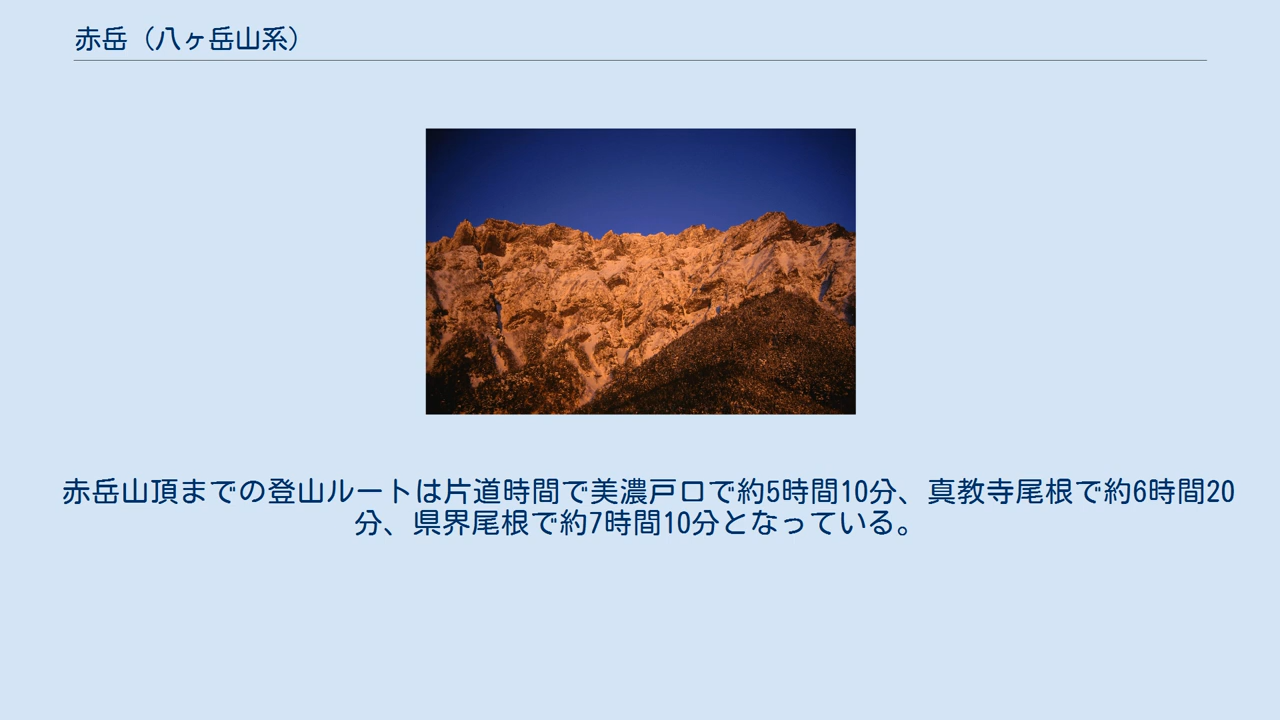 赤岳（八ヶ岳山系）
赤岳山頂までの登山ルートは片道時間で美濃戸口で約5時間10分、真教寺尾根で約6時間20
分、県界尾根で約7時間10分となっている。